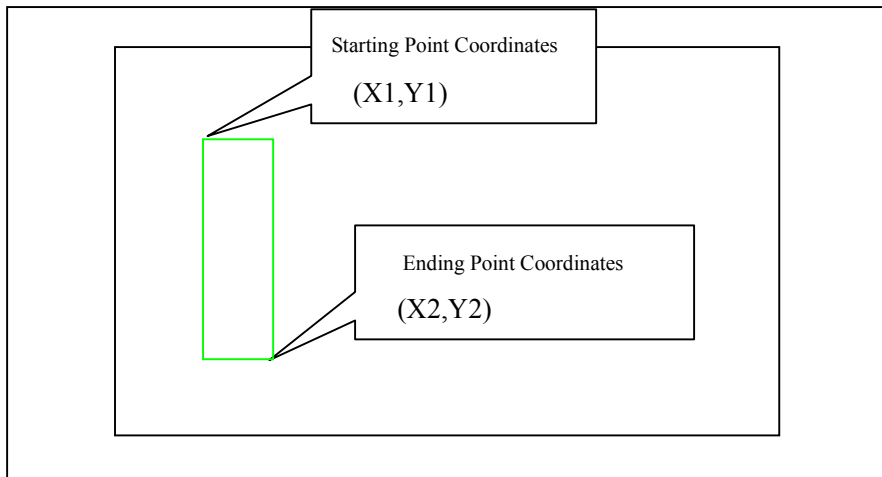 Starting Point Coordinates
(X1,Y1)
Ending Point Coordinates
(X2,Y2)